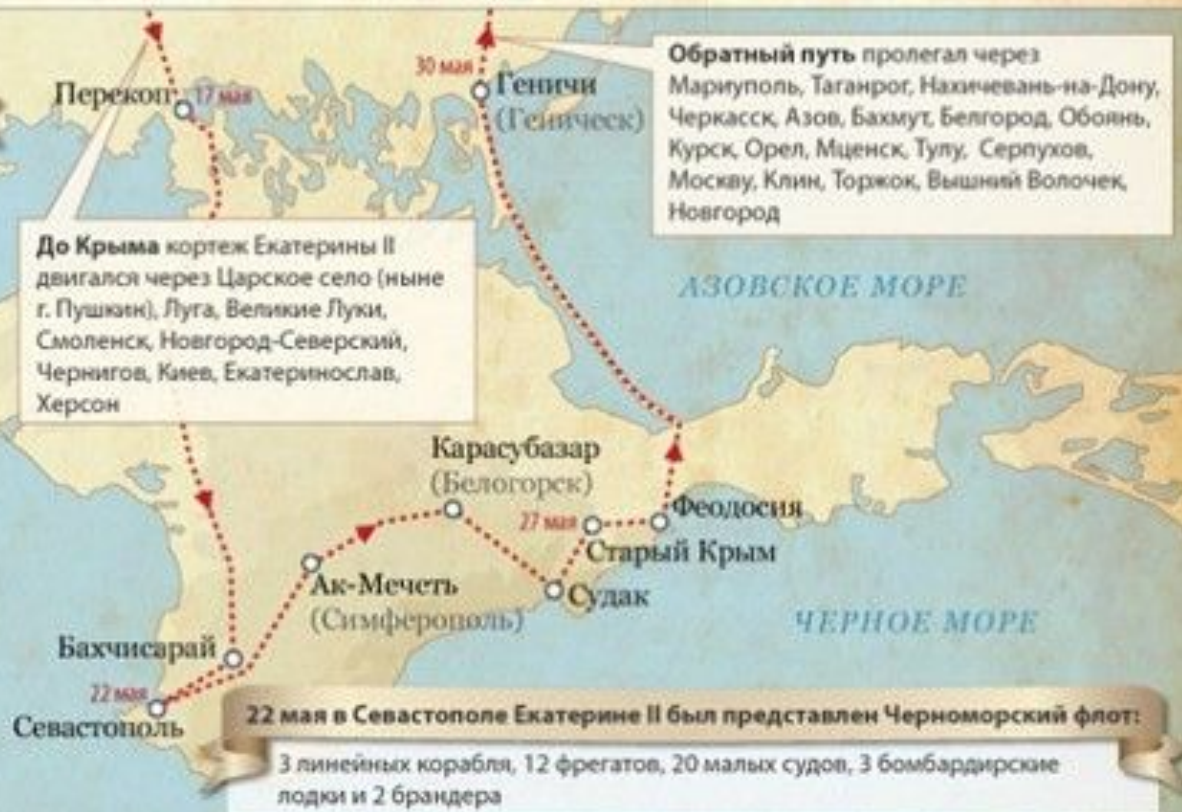 Перекоп
17 мая
30 мая
Геничи
(Геническ)
Обратный путь пролегал через
Мариуполь, Таганрог, Нахичевань-на-Дону,
Черкасск, Азов, Бахмут, Белгород, Обоянь,
Курск, Орел, Мценск, Тулу, Серпухов,
Москву, Клин, Торжок, Вышний Волочек,
Новгород
До Крыма кортеж Екатерины II
двигался через Царское село (ныне
г. Пушкин), Луга, Великие Луки,
Смоленск, Новгород-Северский,
Чернигов, Киев, Екатеринослав,
Херсон
АЗОВСКОЕ МОРЕ
Карасубазар
(Белогорск)
27 мая
Феодосия
Старый Крым
Ак-Мечеть
(Симферополь)
Судак
ЧЕРНОЕ МОРЕ
Бахчисарай
22 мая
Севастополь
22 мая в Севастополе Екатерине II был представлен Черноморский флот:
3 линейных корабля, 12 фрегатов, 20 малых судов, 3 бомбардирские
лодки и 2 брандера